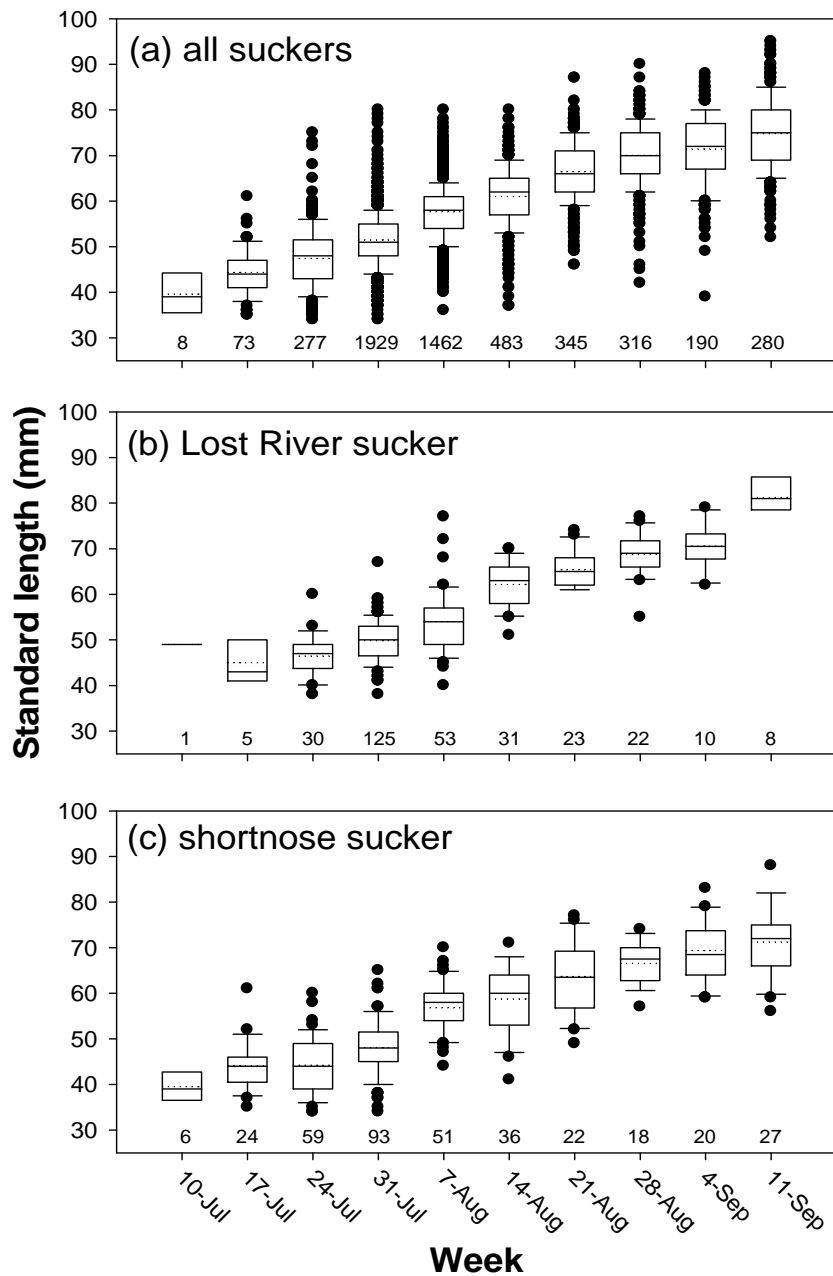 100
(a) all suckers
90
80
70
60
50
40
30
8 73 277 1929 1462 483 345 316 190 280
Standard length (mm)
100
(b) Lost River sucker
90
80
70
60
50
40
30
1 5 30 125 53 31 23 22 10 8
100
(c) shortnose sucker
90
80
70
60
50
40
30
6 24 59 93 51 36 22 18 20 27
10-Jul 17-Jul 24-Jul 31-Jul 7-Aug 14-Aug 21-Aug 28-Aug 4-Sep 11-Sep
Week